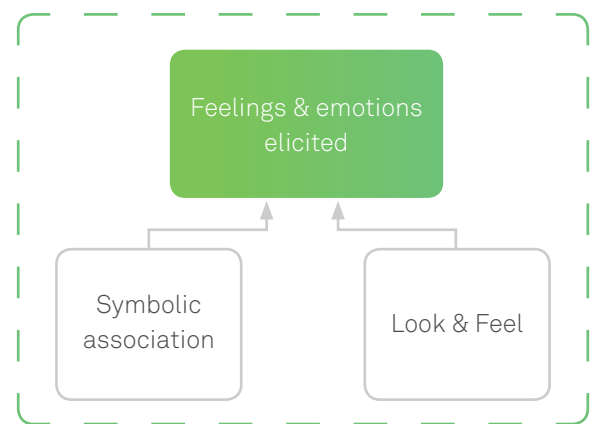 Feelings & emotions
elicited
Symbolic
association
Look & Feel